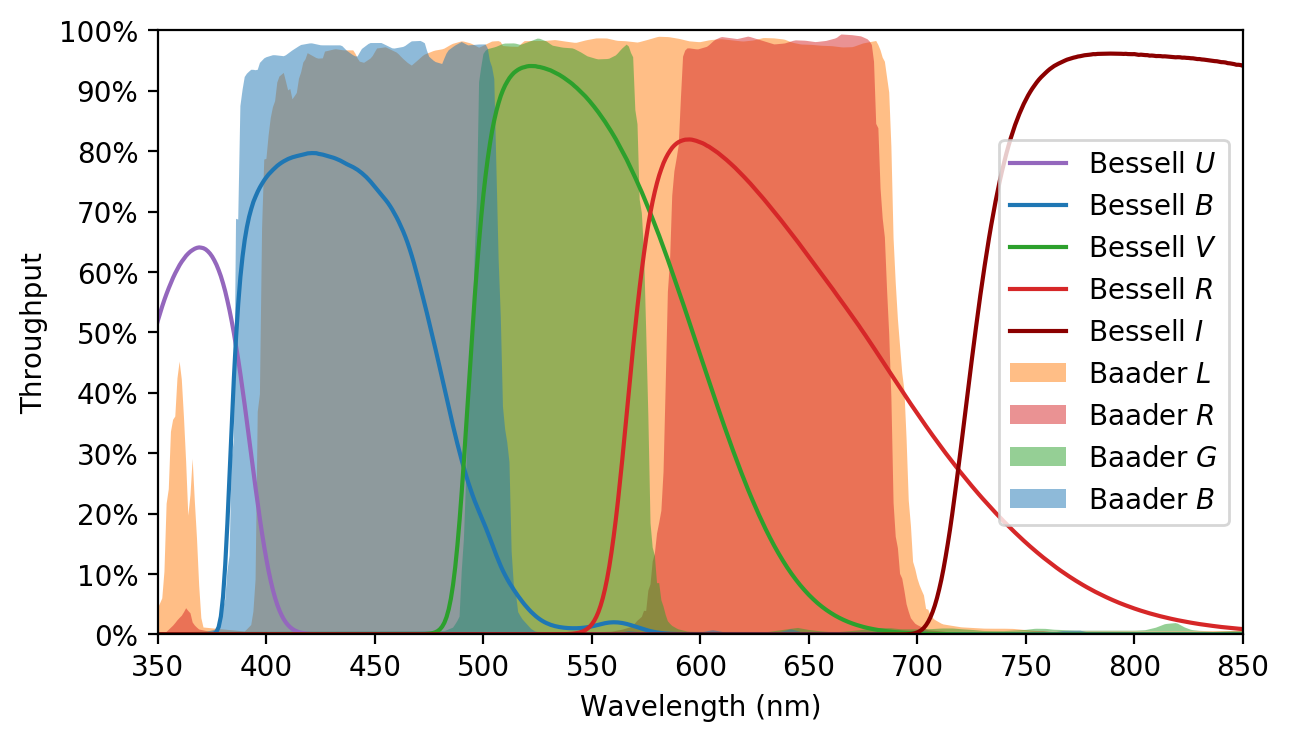 100%
90%
80%
70%
60%
50%
40%
30%
20%
10%
0%
Throughput
350 400 450 500 550 600 650 700 750 800 850
Wavelength (nm)
Bessell U
Bessell B
Bessell V
Bessell R
Bessell I
Baader L
Baader R
Baader G
Baader B